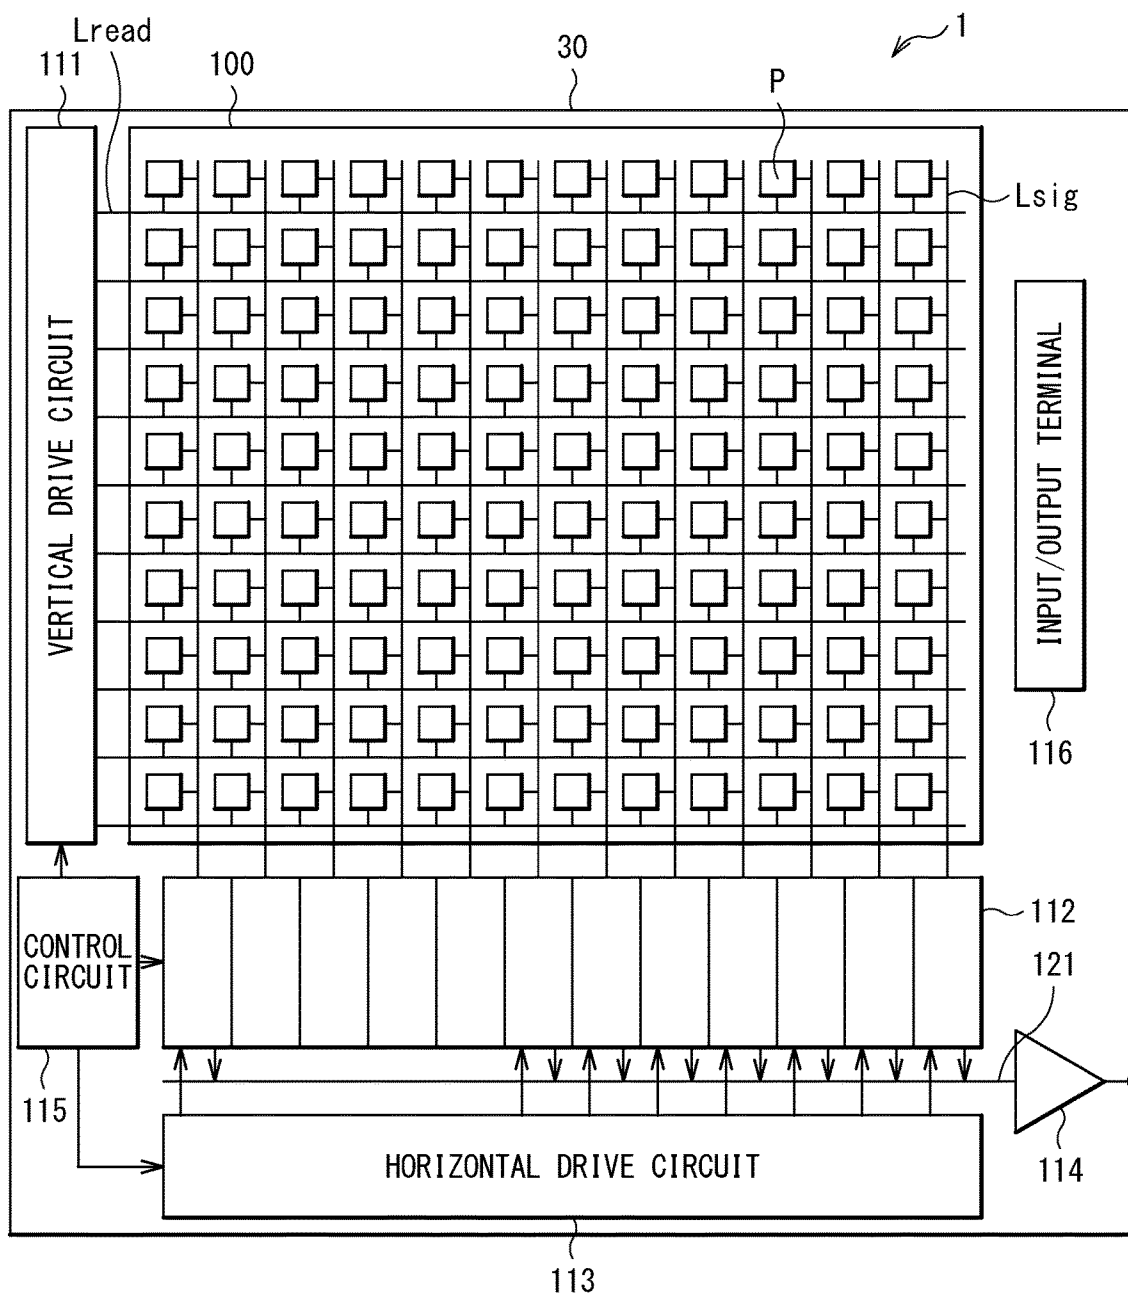 Lread
1
111
100
30
P
Lsig
VERTICAL DRIVE CIRCUIT
INPUT/OUTPUT TERMINAL
116
CONTROL
CIRCUIT
112
121
115
HORIZONTAL DRIVE CIRCUIT
114
113